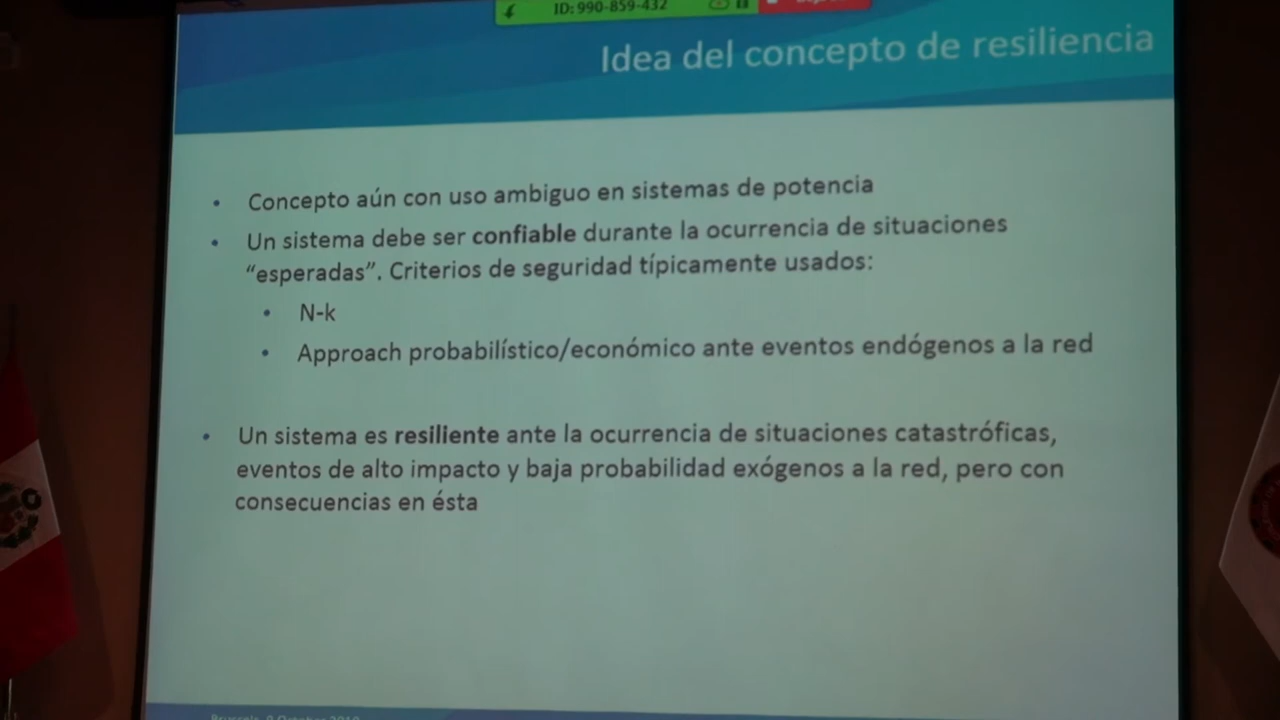 ID: 990-859-432
Idea del concepto de resiliencia
• Concepto aún con uso ambiguo en sistemas de potencia
• Un sistema debe ser confiable durante la ocurrencia de situaciones
“esperadas”. Criterios de seguridad típicamente usados:
• N-k
• Approach probabilístico/económico ante eventos endógenos a la red
• Un sistema es resiliente ante la ocurrencia de situaciones catastróficas,
eventos de alto impacto y baja probabilidad exógenos a la red, pero con
consecuencias en ésta